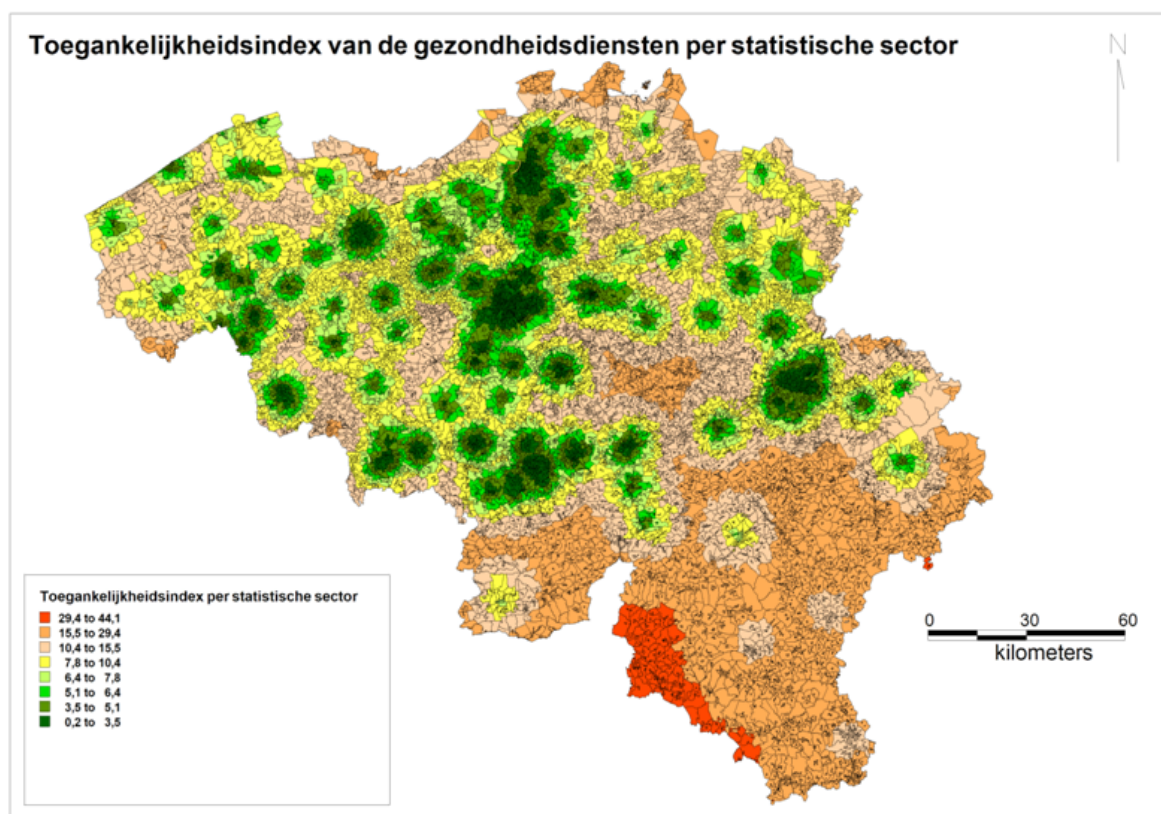 Toegankelijkheidsindex van de gezondheidsdiensten per statistische sector
N
Toegankelijkheidsindex per statistische sector
29,4 to 44,1
15,5 to 29,4
10,4 to 15,5
7,8 to 10,4
6,4 to 7,8
5,1 to 6,4
3,5 to 5,1
0,2 to 3,5
0 30 60
kilometers